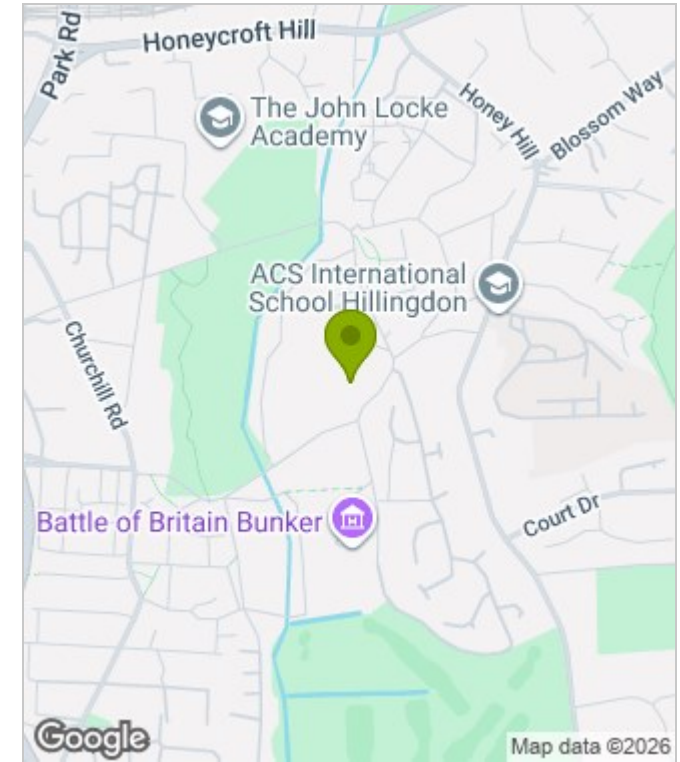 Park Rd
Honeycroft Hill
The John Locke
Academy
Honey Hill
Blossom Way
ACS International
School Hillingdon
Churchill Rd
Battle of Britain Bunker
Court Dr
Google
Map data ©2026